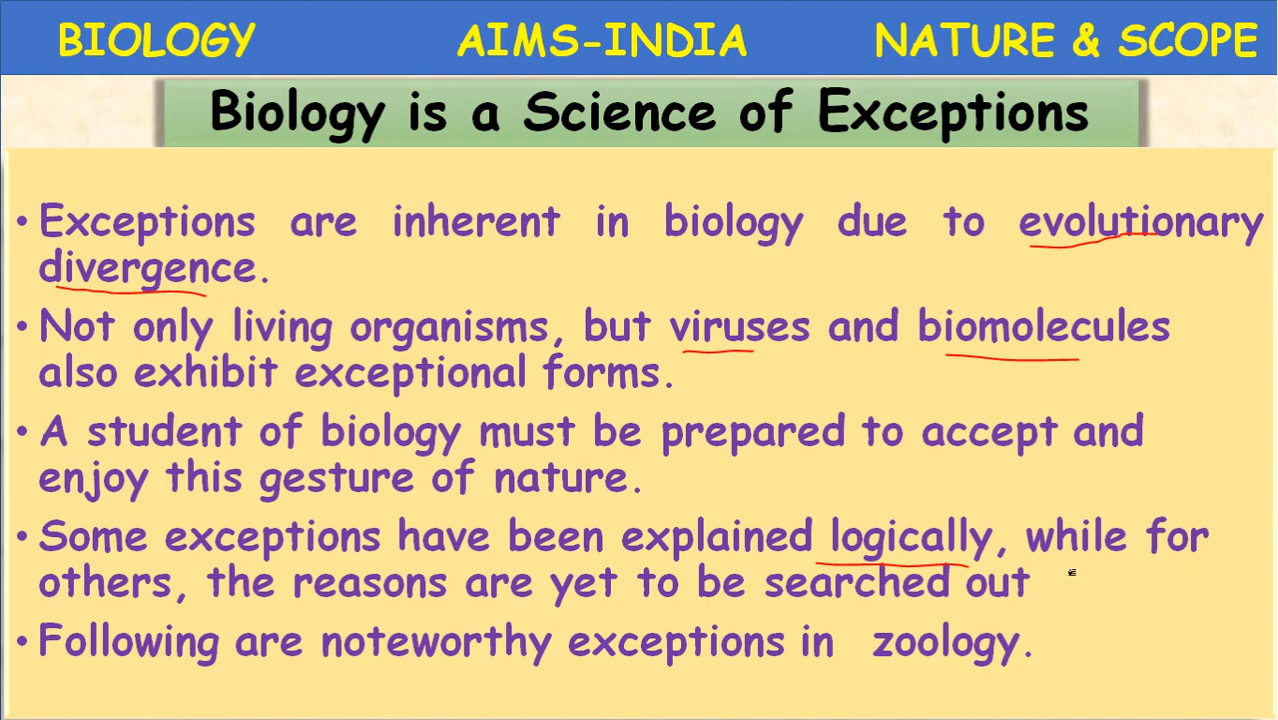 BIOLOGY AIMS-INDIA NATURE & SCOPE
Biology is a Science of Exceptions
• Exceptions are inherent in biology due to evolutionary
divergence.
• Not only living organisms, but viruses and biomolecules
also exhibit exceptional forms.
• A student of biology must be prepared to accept and
enjoy this gesture of nature.
• Some exceptions have been explained logically, while for
others, the reasons are yet to be searched out
• Following are noteworthy exceptions in zoology.